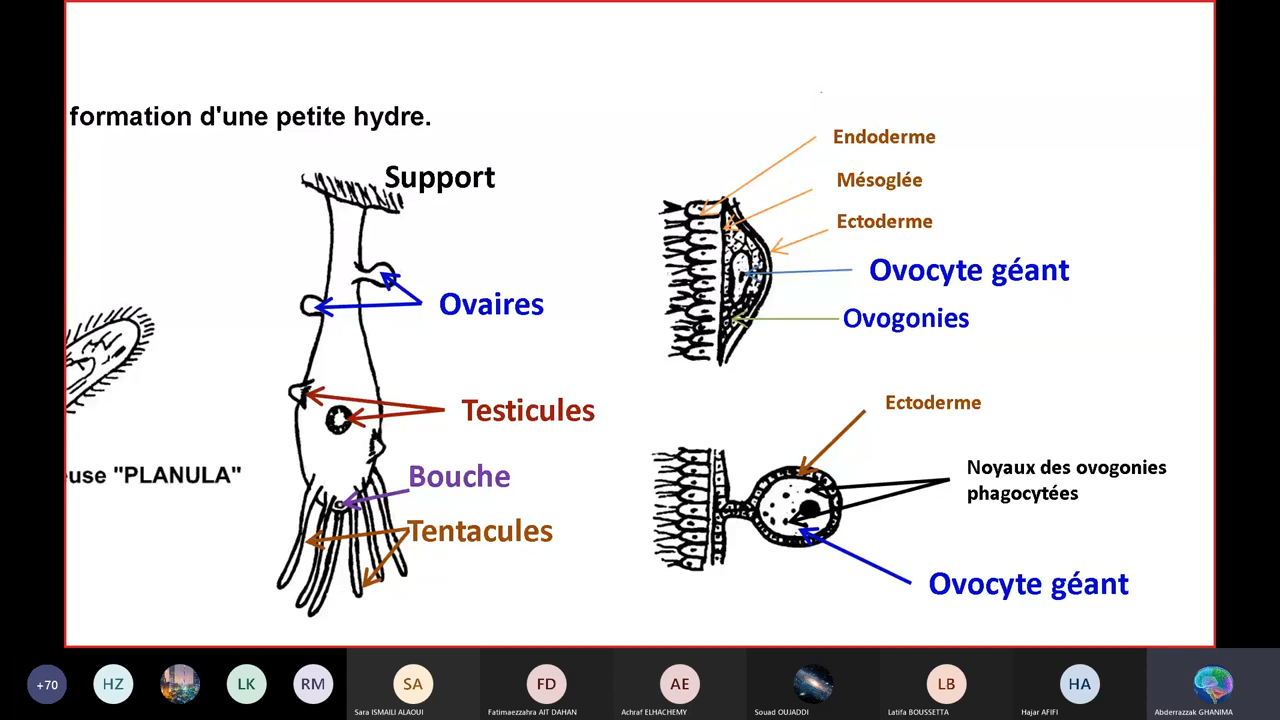 formation d'une petite hydre.
Support
Ovaires
Testicules
Bouche
Tentacules
euse "PLANULA"
Endoderme
Mésoglée
Ectoderme
Ovocyte géant
Ovogonies
Ectoderme
Noyaux des ovogonies
phagocytées
Ovocyte géant
+70
HZ
LK
RM
SA
Sara ISMAILI ALAOUI
FD
Fatimaezzahra AIT DAHAN
AE
Achraf ELHACHEMY
Souad OUJADDI
LB
Latifa BOUSSETTA
HA
Hajar AFIFI
Abderrazzak GHANIMA